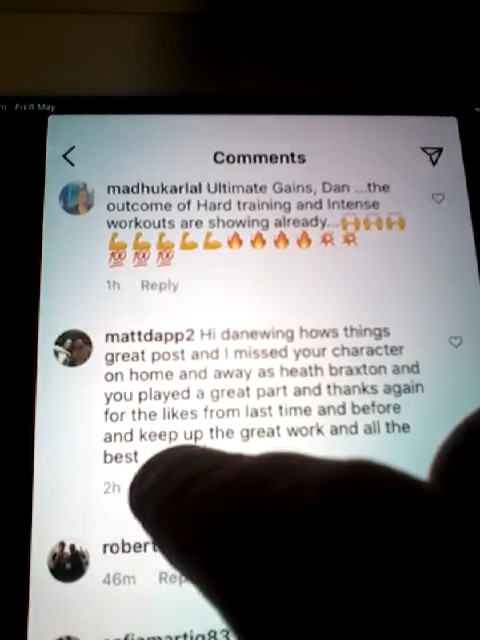 Fri 6 May
Comments
madhukarlal Ultimate Gains, Dan ...the
outcome of Hard training and Intense
workouts are showing already...🙌🙌🙌
💪💪💪💪💪🔥🔥🔥🔥💥💥
💯💯💯
1h Reply
mattdapp2 Hi danewing hows things
great post and I missed your character
on home and away as heath braxton and
you played a great part and thanks again
for the likes from last time and before
and keep up the great work and all the
best
2h
robert
46m Rep